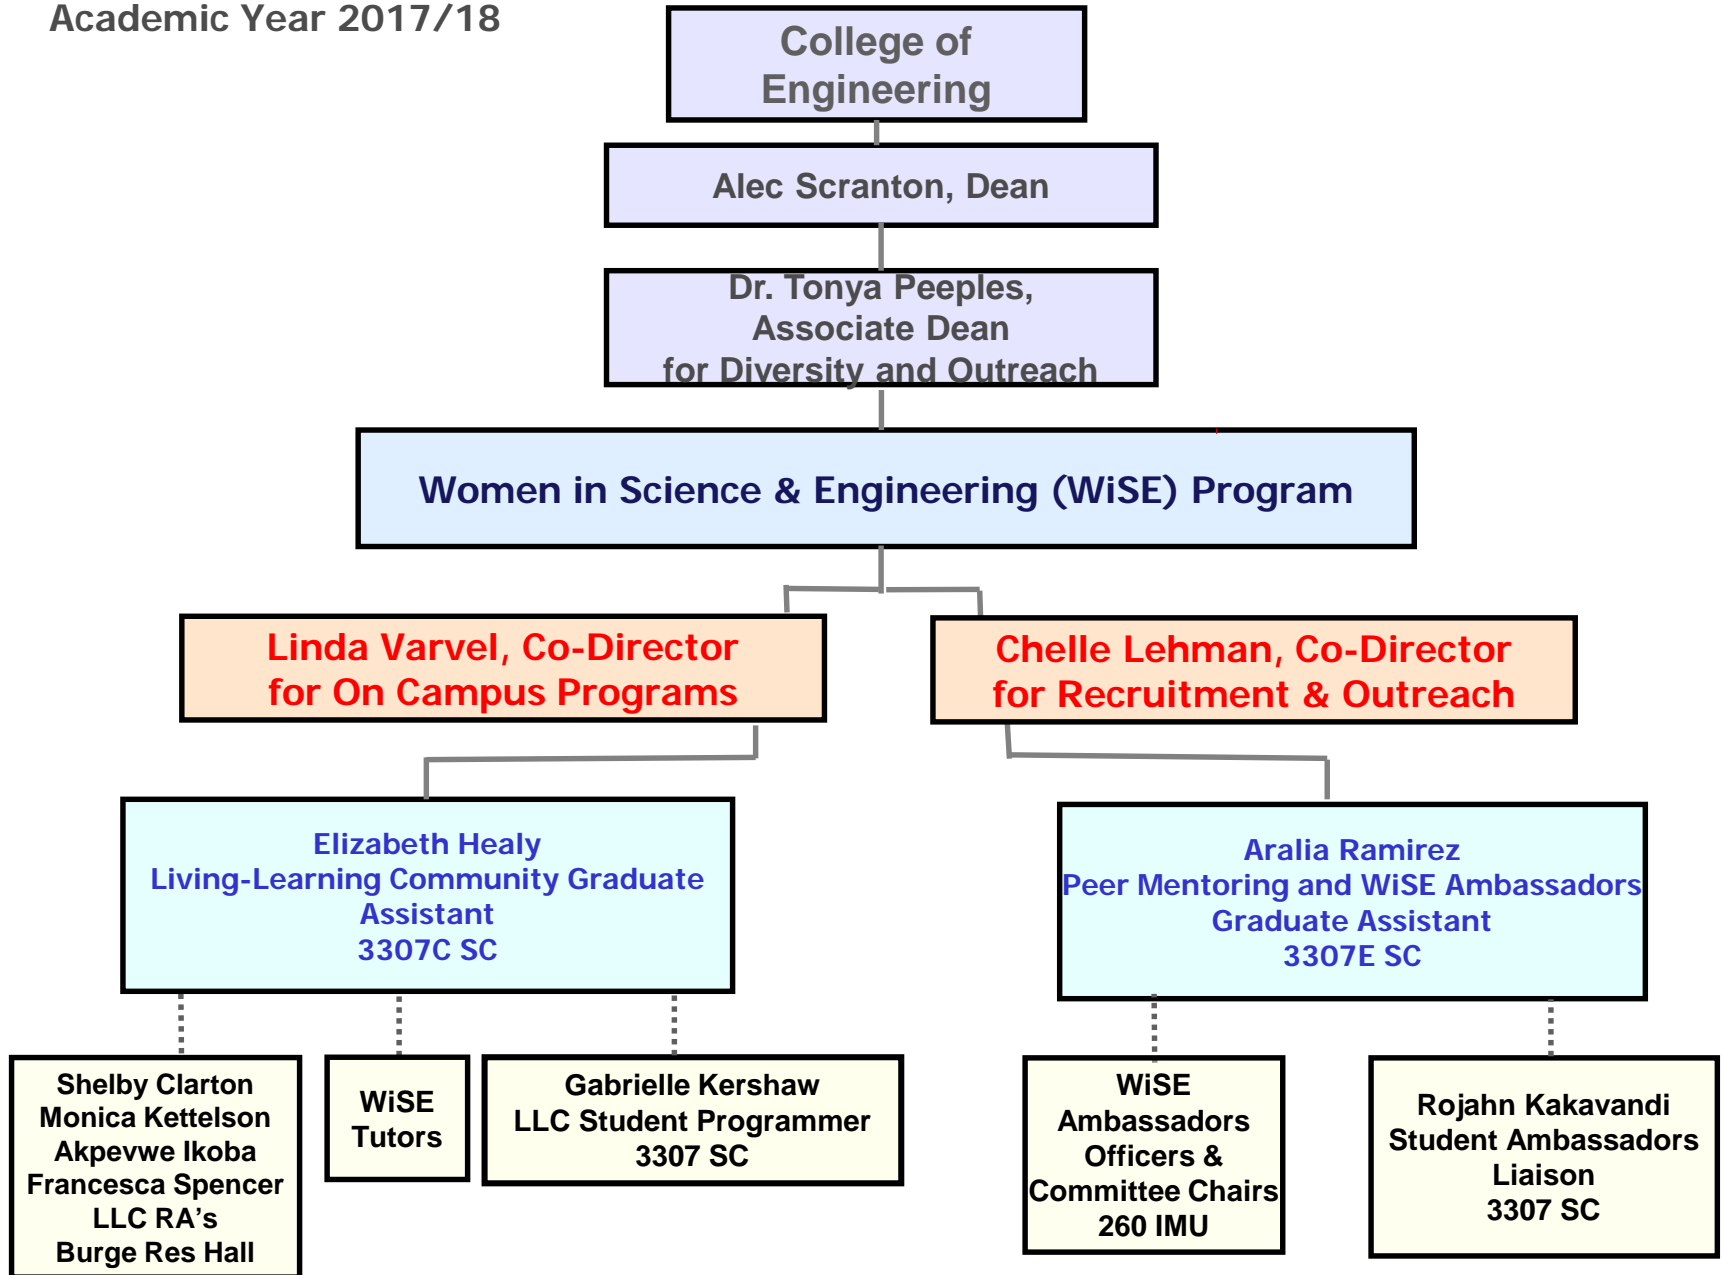 Academic Year 2017/18
College of
Engineering
Alec Scranton, Dean
Dr. Tonya Peeples,
Associate Dean
for Diversity and Outreach
Women in Science & Engineering (WiSE) Program
Linda Varvel, Co-Director
for On Campus Programs
Chelle Lehman, Co-Director
for Recruitment & Outreach
Elizabeth Healy
Living-Learning Community Graduate
Assistant
3307C SC
Aralia Ramirez
Peer Mentoring and WiSE Ambassadors
Graduate Assistant
3307E SC
Shelby Clarton
Monica Kettelson
Akpevwe Ikoba
Francesca Spencer
LLC RA’s
Burge Res Hall
WiSE
Tutors
Gabrielle Kershaw
LLC Student Programmer
3307 SC
WiSE
Ambassadors
Officers &
Committee Chairs
260 IMU
Rojahn Kakavandi
Student Ambassadors
Liaison
3307 SC